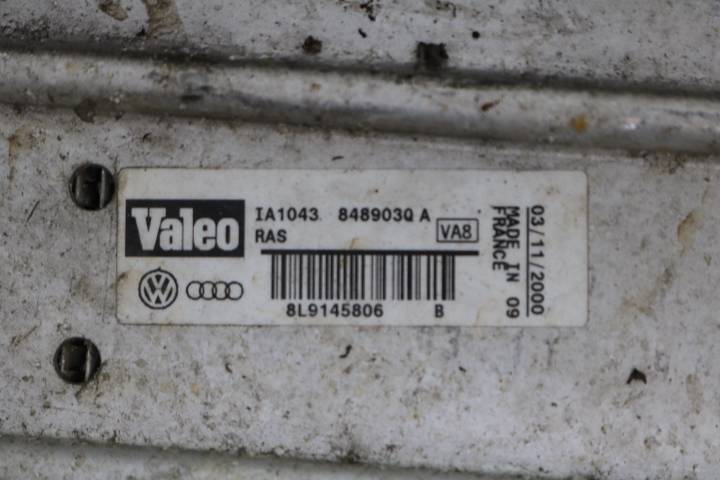 Valeo
IA1043 848903Q A
RAS
VA8
8L9145806 B
03/11/2000
MADE IN 09
FRANCE